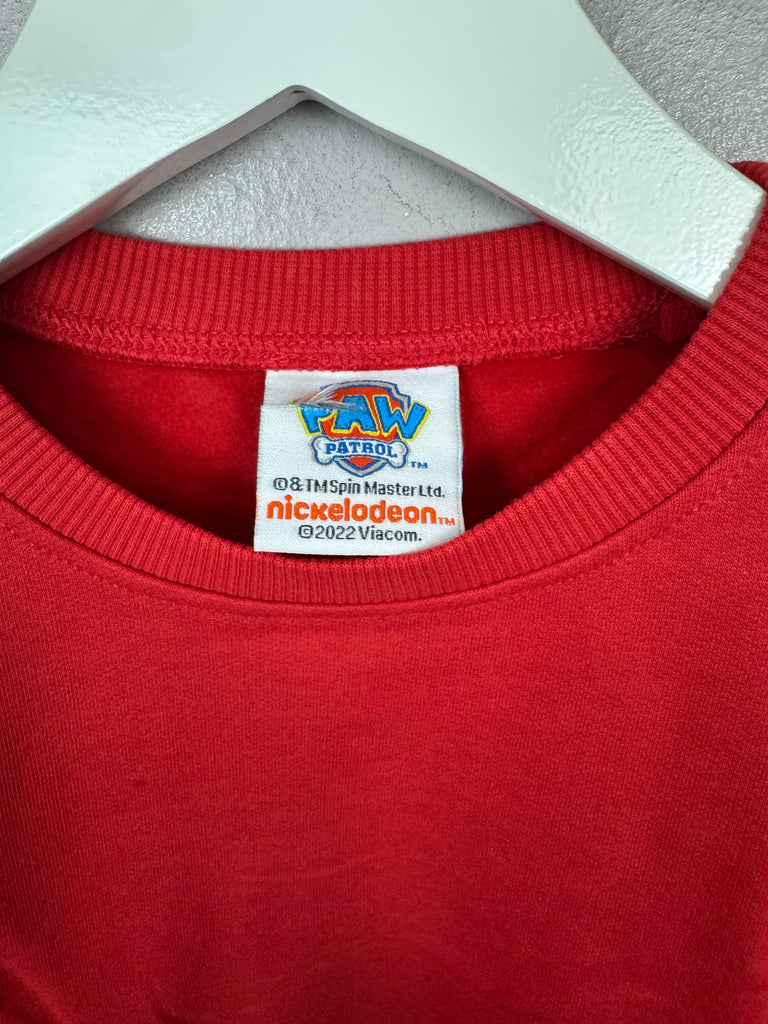 PAW
PATROL TM
©&TM Spin Master Ltd.
nickelodeon TM
©2022 Viacom.